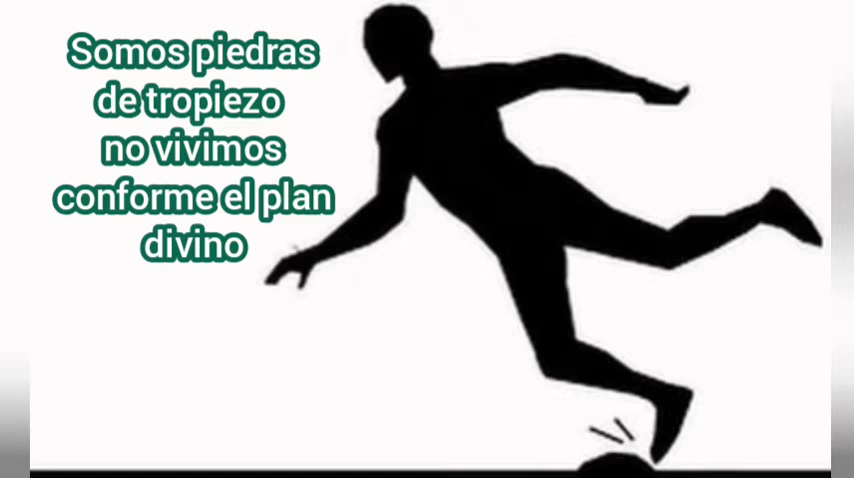 Somos piedras
de tropiezo
no vivimos
conforme el plan
divino